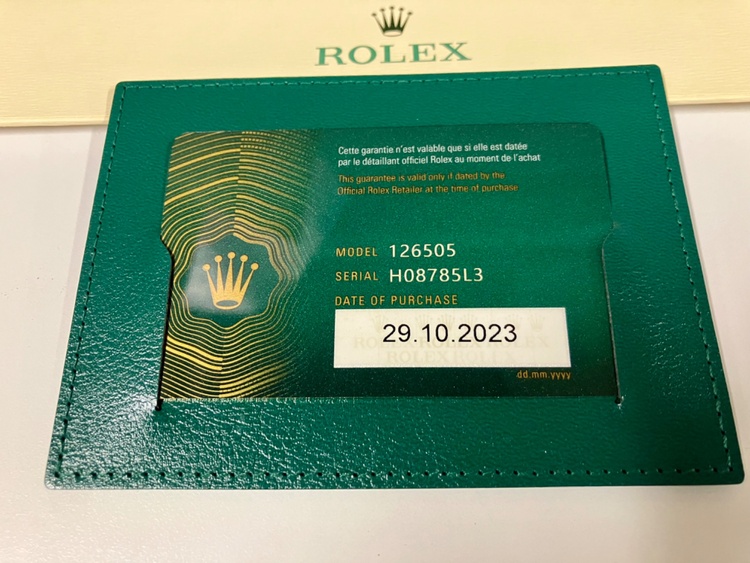 ROLEX
Cette garantie n'est valable que si elle est datée
par le détaillant officiel Rolex au moment de l'achat
This guarantee is valid only if dated by the
Official Rolex Retailer at the time of purchase
MODEL 126505
SERIAL H08785L3
DATE OF PURCHASE
29.10.2023
ROLEX ROLEX
dd.mm.yyyy